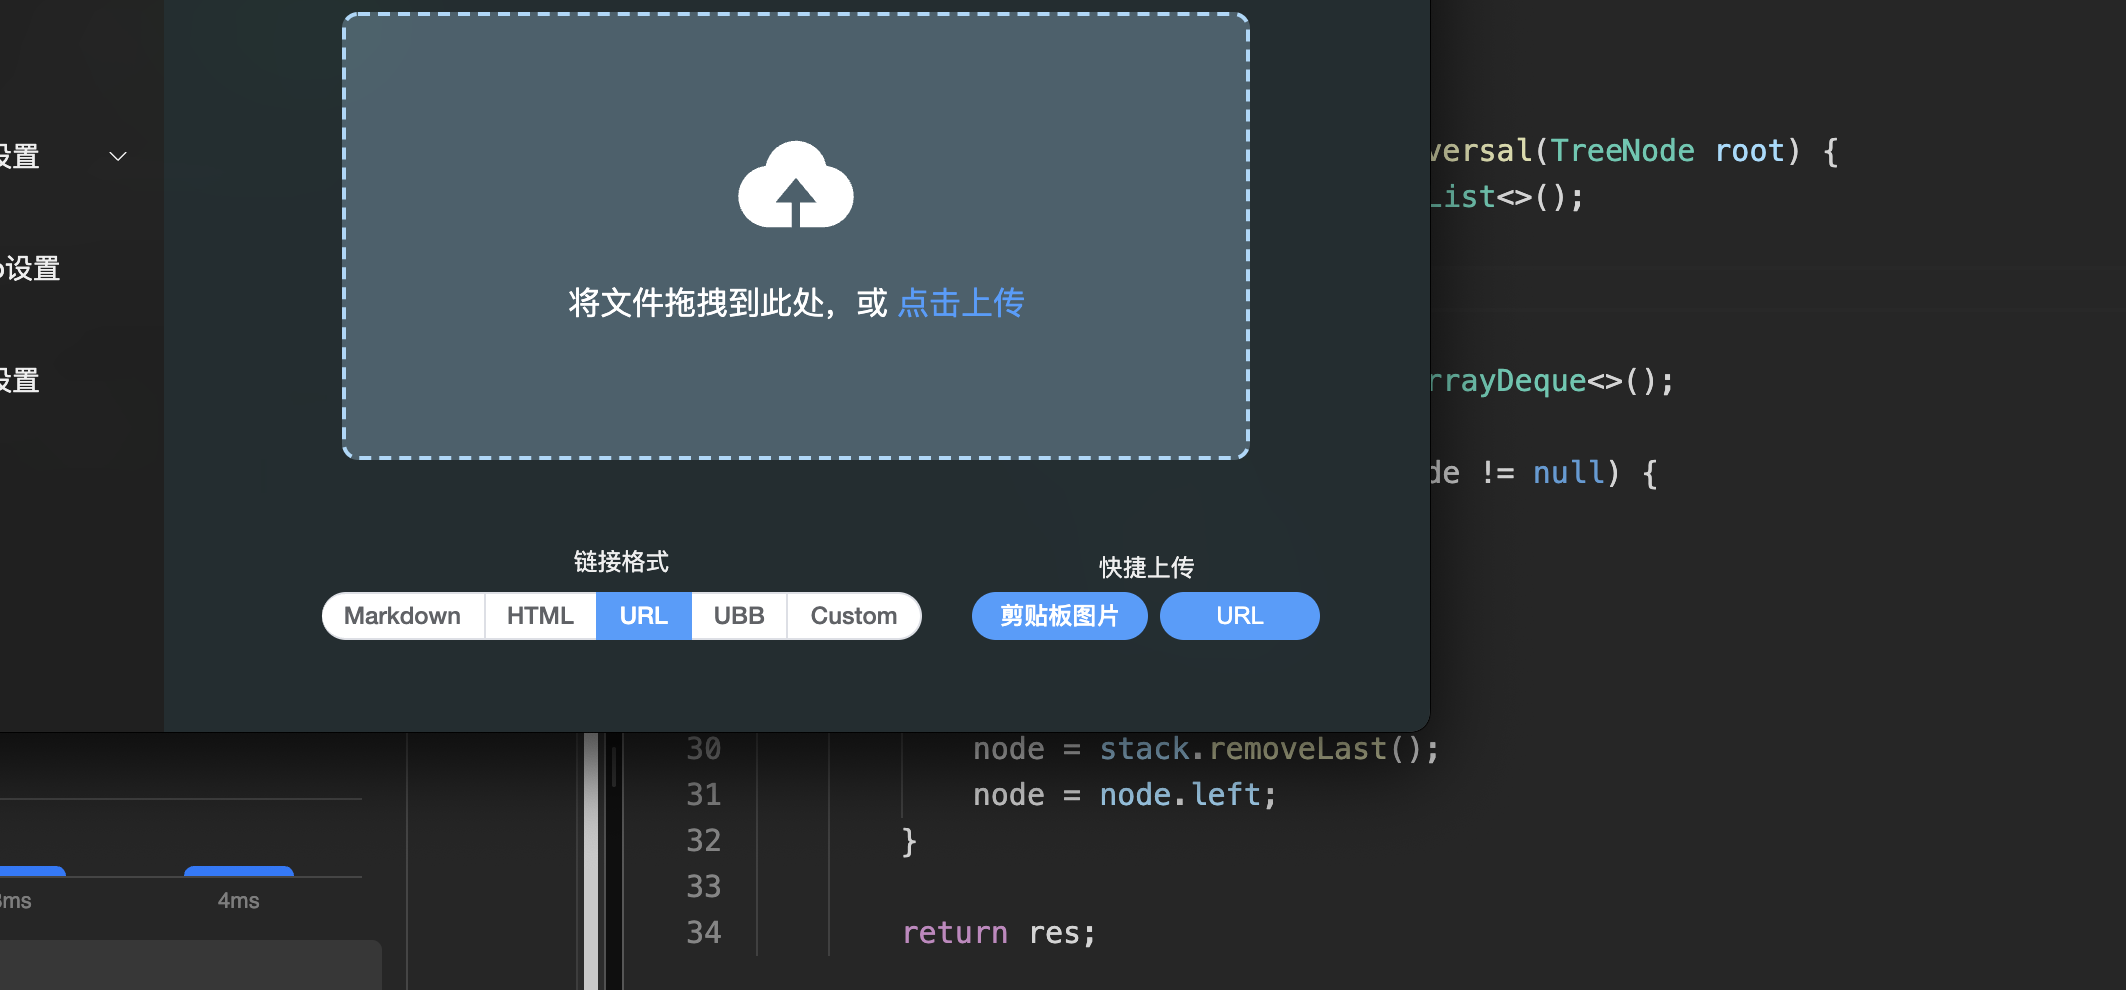 设置
设置
设置
将文件拖拽到此处，或 点击上传
链接格式
Markdown HTML URL UBB Custom
快捷上传
剪贴板图片 URL
versal(TreeNode root) {
List<>();
rrayDeque<>();
de != null) {
30 node = stack.removeLast();
31 node = node.left;
32 }
33
34 return res;
ms
4ms